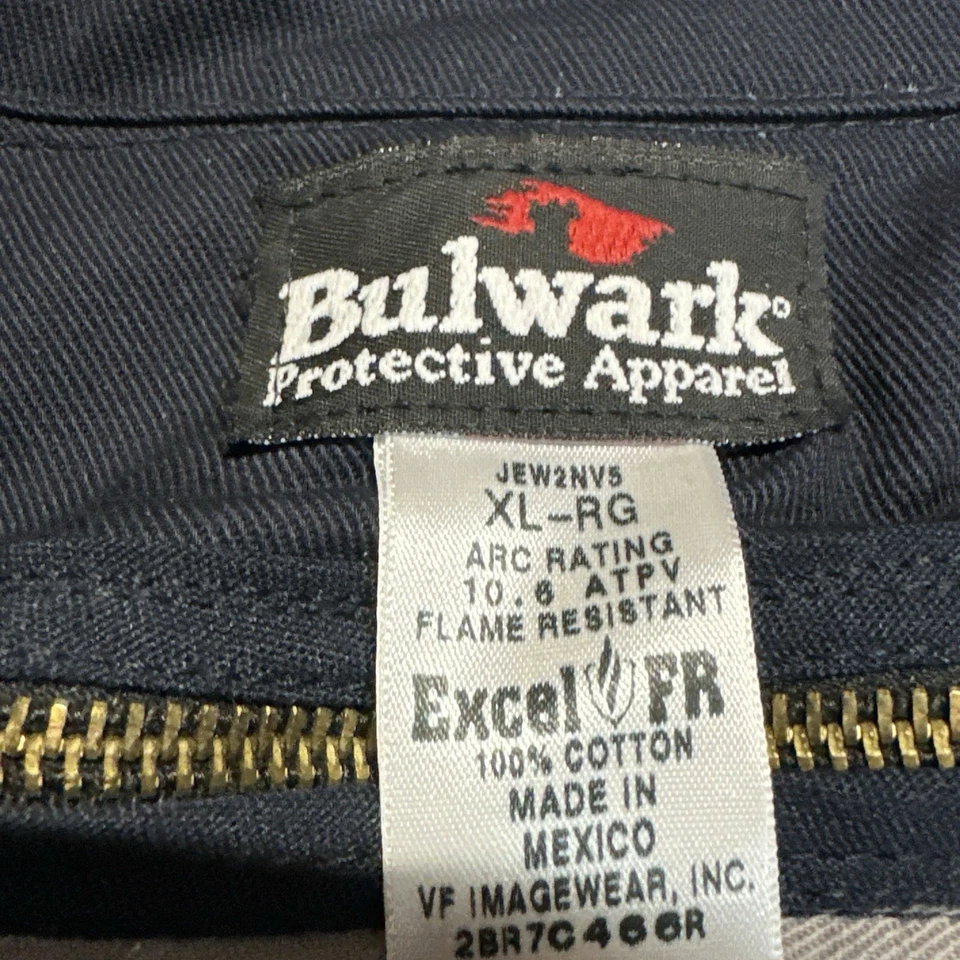 Bulwark
Protective Apparel
JEW2NV5
XL-RG
ARC RATING
10.6 ATPV
FLAME RESISTANT
Excel FR
100% COTTON
MADE IN
MEXICO
VF IMAGEWEAR, INC.